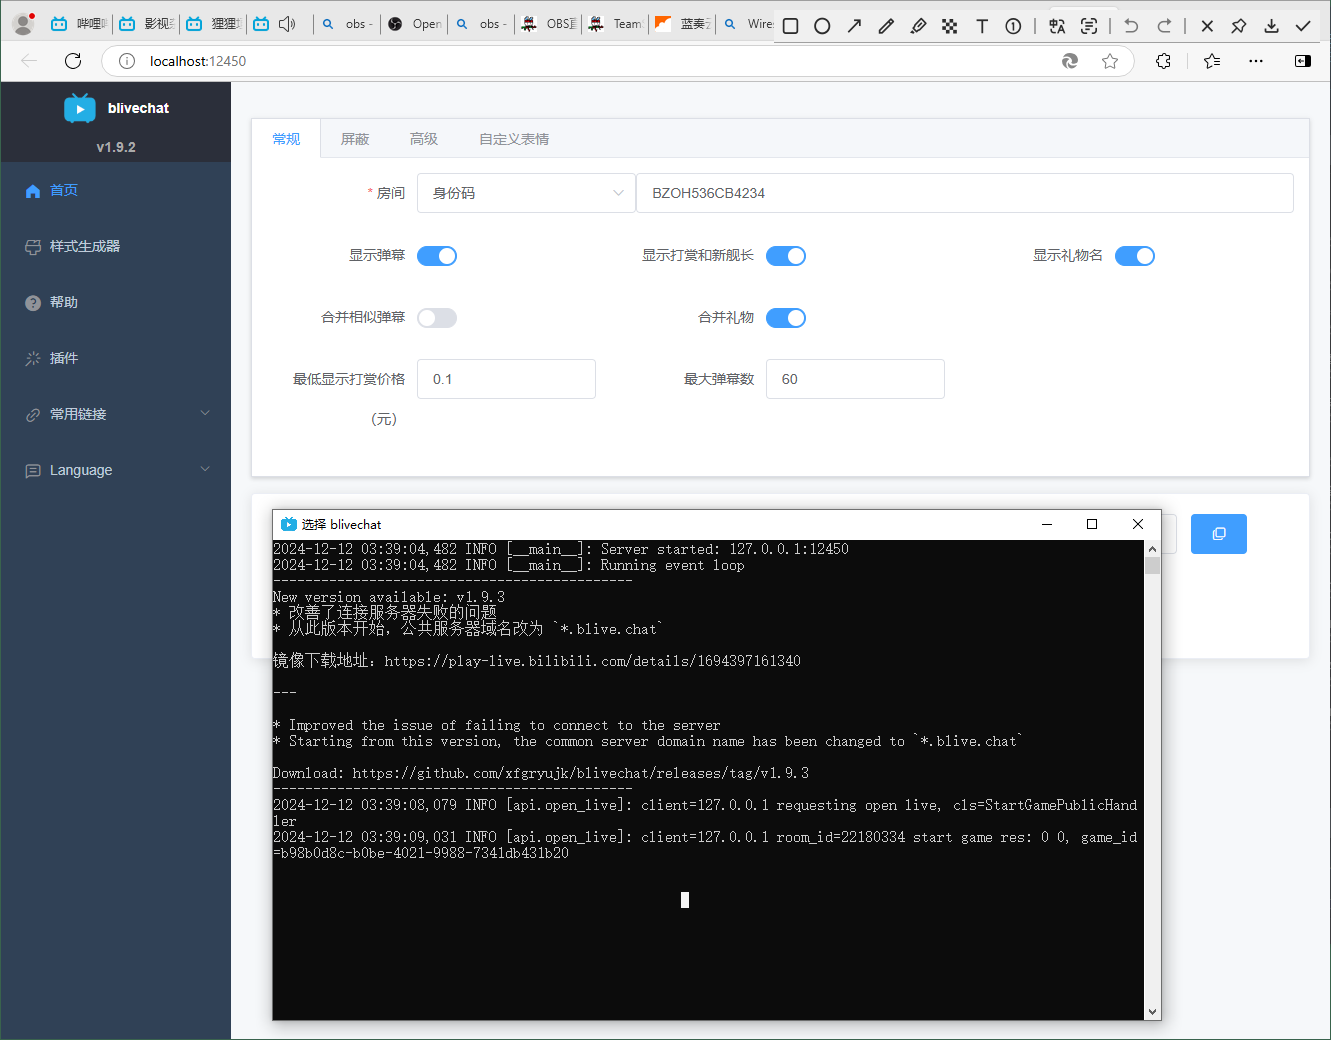 哔哩
影视
狸狸
obs -
Open
obs -
OBS直
Team
蓝奏云
Wires
T
1
localhost:12450
blivechat
v1.9.2
首页
样式生成器
帮助
插件
常用链接
Language
常规
屏蔽
高级
自定义表情
* 房间
身份码
BZOH536CB4234
显示弹幕
显示打赏和新舰长
显示礼物名
合并相似弹幕
合并礼物
最低显示打赏价格
(元)
0.1
最大弹幕数
60
选择 blivechat
2024-12-12 03:39:04,482 INFO [__main__]: Server started: 127.0.0.1:12450
2024-12-12 03:39:04,482 INFO [__main__]: Running event loop
---------------------------------------------
New version available: v1.9.3
* 改善了连接服务器失败的问题
* 从此版本开始，公共服务器域名改为 `*.blive.chat`
镜像下载地址：https://play-live.bilibili.com/details/1694397161340
---
* Improved the issue of failing to connect to the server
* Starting from this version, the common server domain name has been changed to `*.blive.chat`
Download: https://github.com/xfgryujk/blivechat/releases/tag/v1.9.3
---------------------------------------------
2024-12-12 03:39:08,079 INFO [api.open_live]: client=127.0.0.1 requesting open live, cls=StartGamePublicHand
ler
2024-12-12 03:39:09,031 INFO [api.open_live]: client=127.0.0.1 room_id=22180334 start game res: 0 0, game_id
=b98b0d8c-b0be-4021-9988-7341db431b20